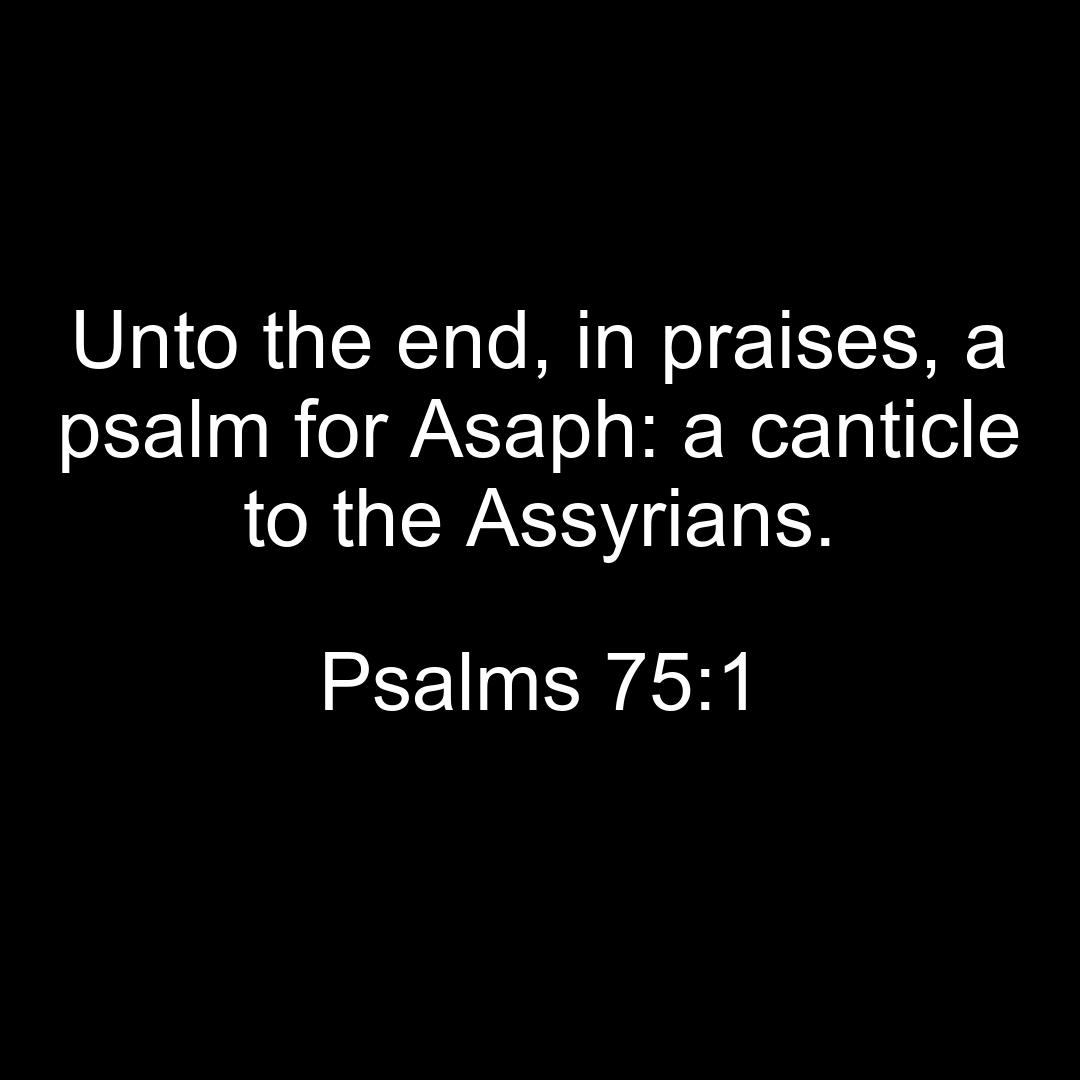 Unto the end, in praises, a
psalm for Asaph: a canticle
to the Assyrians.
Psalms 75:1